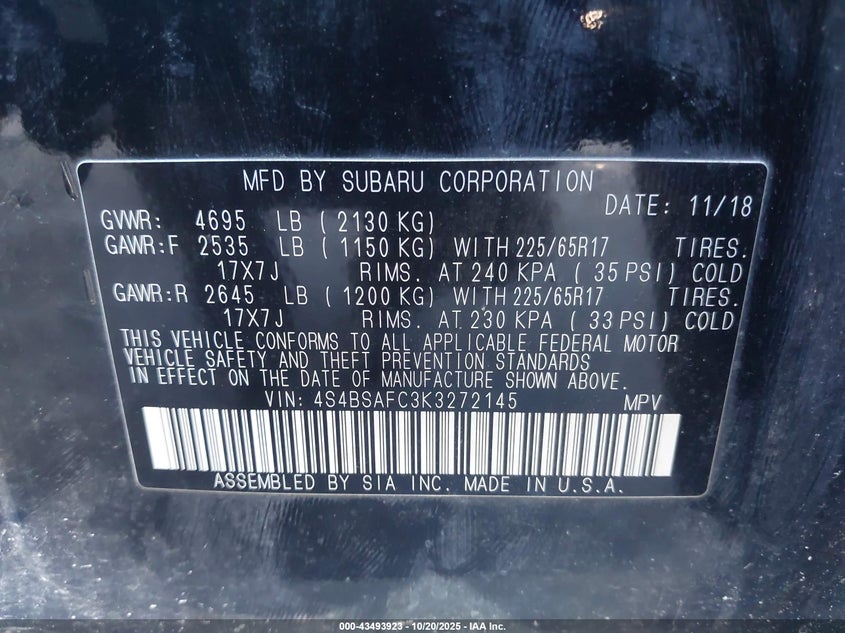 MFD BY SUBARU CORPORATION
DATE: 11/18
GVWR: 4695 LB ( 2130 KG)
GAWR:F 2535 LB ( 1150 KG) WITH 225/65R17 TIRES.
17X7J RIMS. AT 240 KPA ( 35 PSI) COLD
GAWR:R 2645 LB ( 1200 KG) WITH 225/65R17 TIRES.
17X7J RIMS. AT 230 KPA ( 33 PSI) COLD
THIS VEHICLE CONFORMS TO ALL APPLICABLE FEDERAL MOTOR
VEHICLE SAFETY AND THEFT PREVENTION STANDARDS
IN EFFECT ON THE DATE OF MANUFACTURE SHOWN ABOVE.
VIN: 4S4BSAFC3K3272145 MPV
ASSEMBLED BY SIA INC. MADE IN U.S.A.
000-43493923 - 10/20/2025 - IAA Inc.